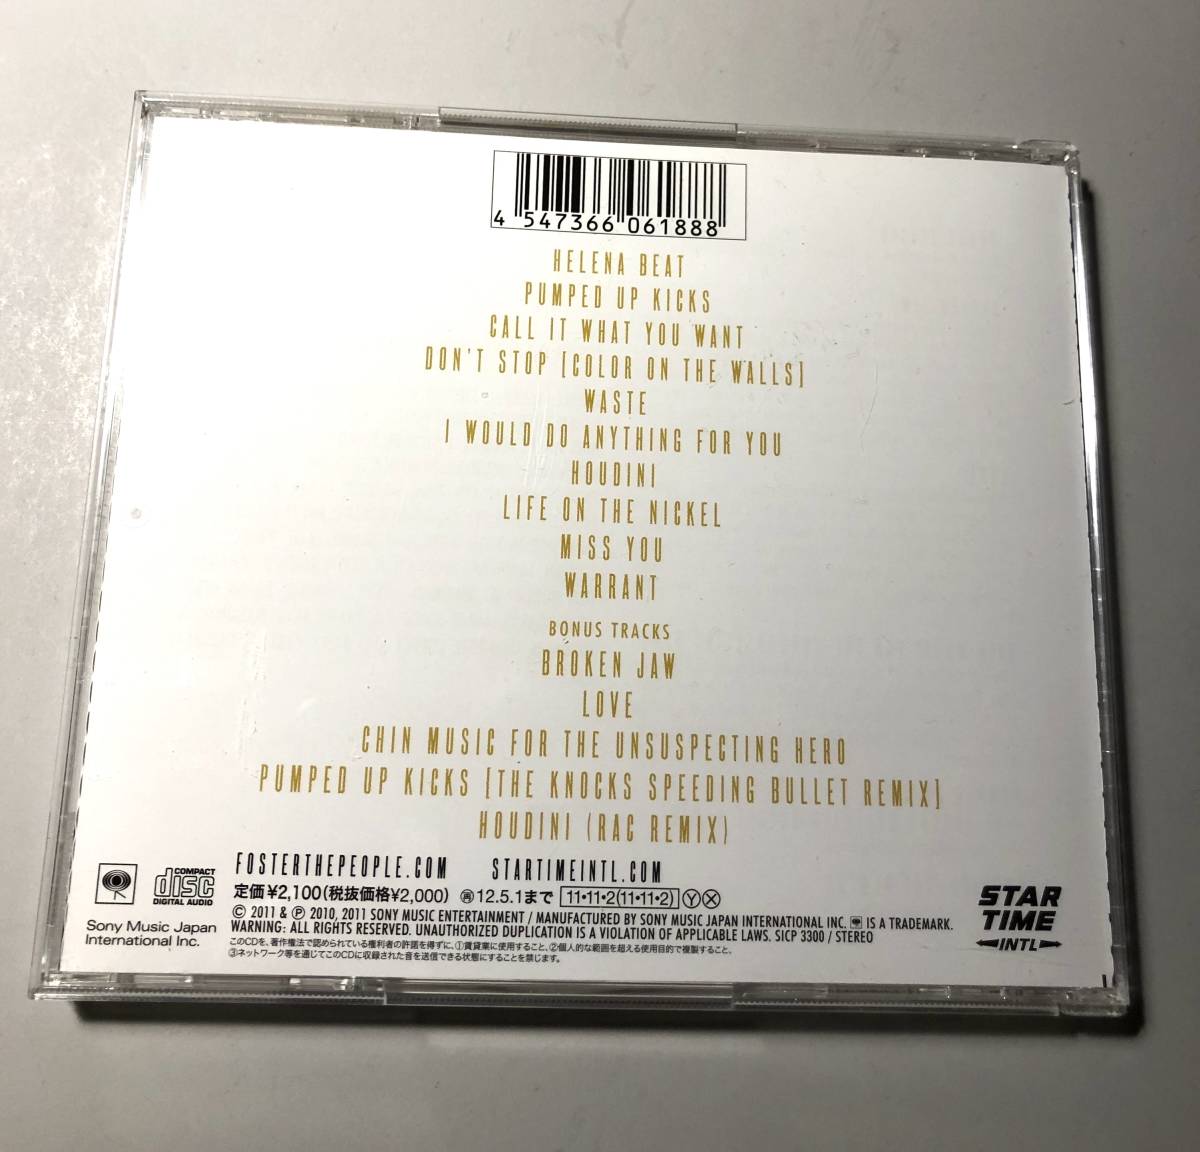 4 547366 061888
HELENA BEAT
PUMPED UP KICKS
CALL IT WHAT YOU WANT
DON'T STOP [COLOR ON THE WALLS]
WASTE
I WOULD DO ANYTHING FOR YOU
HOUDINI
LIFE ON THE NICKEL
MISS YOU
WARRANT
BONUS TRACKS
BROKEN JAW
LOVE
CHIN MUSIC FOR THE UNSUSPECTING HERO
PUMPED UP KICKS [THE KNOCKS SPEEDING BULLET REMIX]
HOUDINI (RAC REMIX)
FOSTERTHEPEOPLE.COM STARTIMEINTL.COM
COMPACT
disc
DIGITAL AUDIO
定価¥2,100(税抜価格¥2,000) 再12.5.1まで 11•11•2(11•11•2) Ⓨ Ⓧ
Sony Music Japan
International Inc.
© 2011 & ℗ 2010, 2011 SONY MUSIC ENTERTAINMENT / MANUFACTURED BY SONY MUSIC JAPAN INTERNATIONAL INC. IS A TRADEMARK.
WARNING: ALL RIGHTS RESERVED. UNAUTHORIZED DUPLICATION IS A VIOLATION OF APPLICABLE LAWS. SICP 3300 / STEREO
このCDを、著作権法で認められている権利者の許諾を得ずに、①賃貸業に使用すること、②個人的な範囲を超える使用目的で複製すること、
③ネットワーク等を通じてこのCDに収録された音を送信できる状態にすることを禁じます。
STAR
TIME
INTL